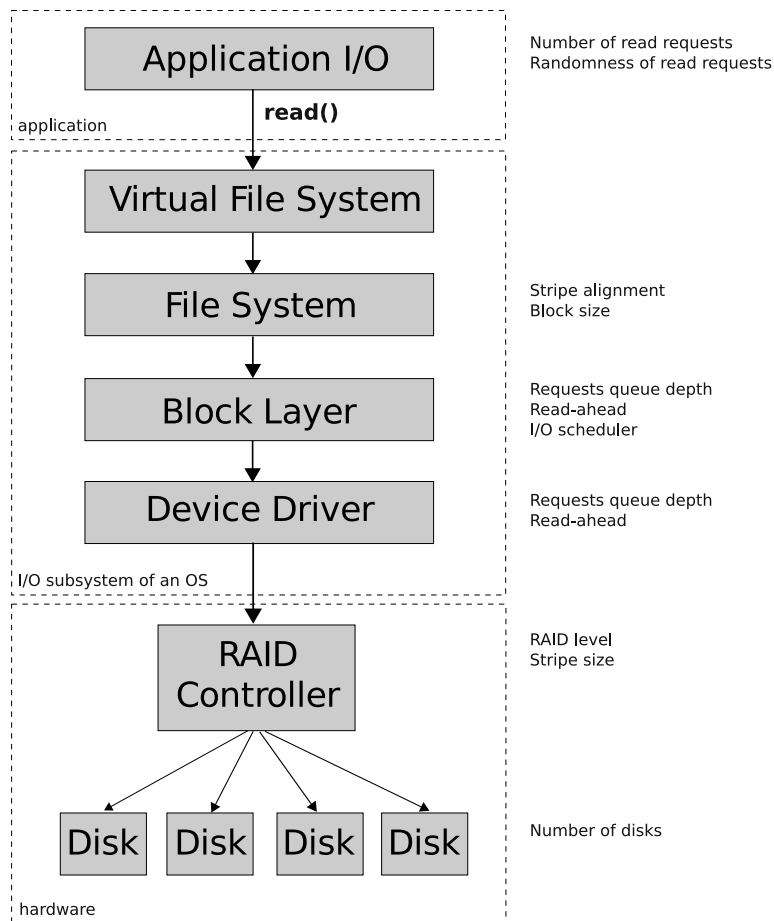 Application I/O
Number of read requests
Randomness of read requests
read()
application
Virtual File System
File System
Stripe alignment
Block size
Block Layer
Requests queue depth
Read-ahead
I/O scheduler
Device Driver
Requests queue depth
Read-ahead
I/O subsystem of an OS
RAID
Controller
RAID level
Stripe size
Disk
Disk
Disk
Disk
Number of disks
hardware